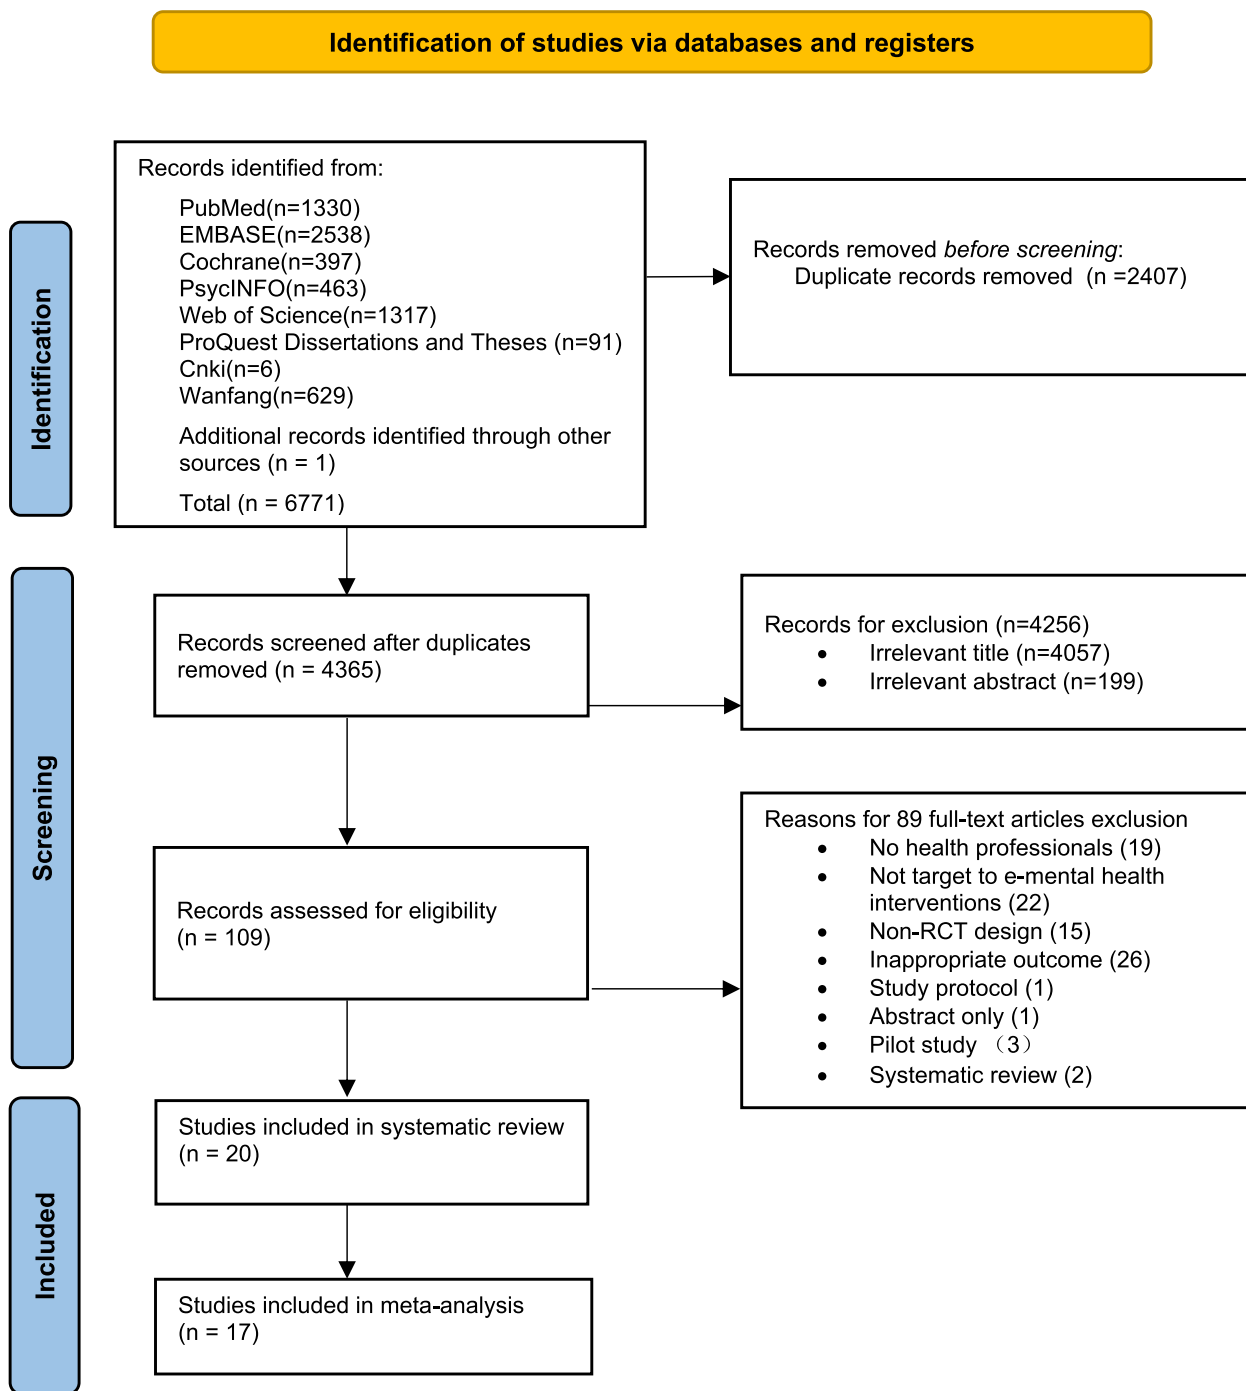 Identification of studies via databases and registers
Identification
Records identified from:
PubMed(n=1330)
EMBASE(n=2538)
Cochrane(n=397)
PsycINFO(n=463)
Web of Science(n=1317)
ProQuest Dissertations and Theses (n=91)
Cnki(n=6)
Wanfang(n=629)
Additional records identified through other
sources (n = 1)
Total (n = 6771)
Records removed before screening:
Duplicate records removed (n =2407)
Screening
Records screened after duplicates
removed (n = 4365)
Records for exclusion (n=4256)
• Irrelevant title (n=4057)
• Irrelevant abstract (n=199)
Records assessed for eligibility
(n = 109)
Reasons for 89 full-text articles exclusion
• No health professionals (19)
• Not target to e-mental health
interventions (22)
• Non-RCT design (15)
• Inappropriate outcome (26)
• Study protocol (1)
• Abstract only (1)
• Pilot study （3）
• Systematic review (2)
Included
Studies included in systematic review
(n = 20)
Studies included in meta-analysis
(n = 17)